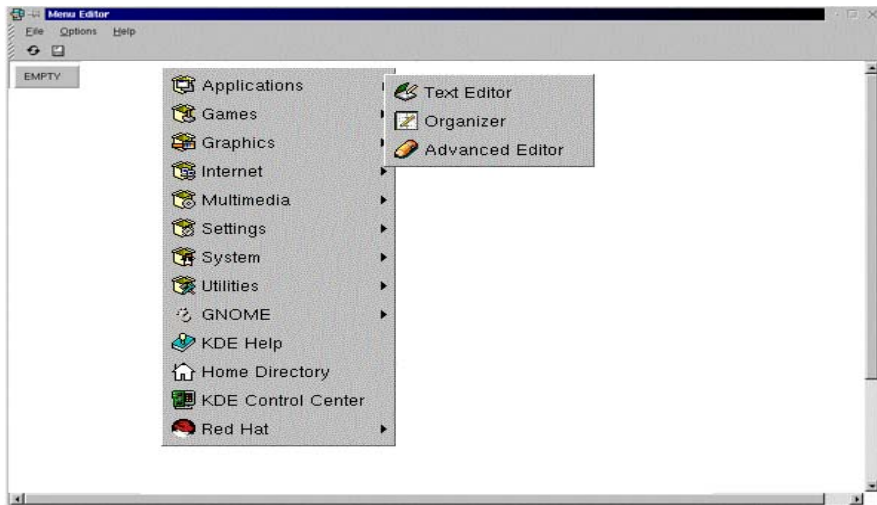 Menu Editor
File Options Help
EMPTY
Applications
Games
Graphics
Internet
Multimedia
Settings
System
Utilities
GNOME
KDE Help
Home Directory
KDE Control Center
Red Hat
Text Editor
Organizer
Advanced Editor